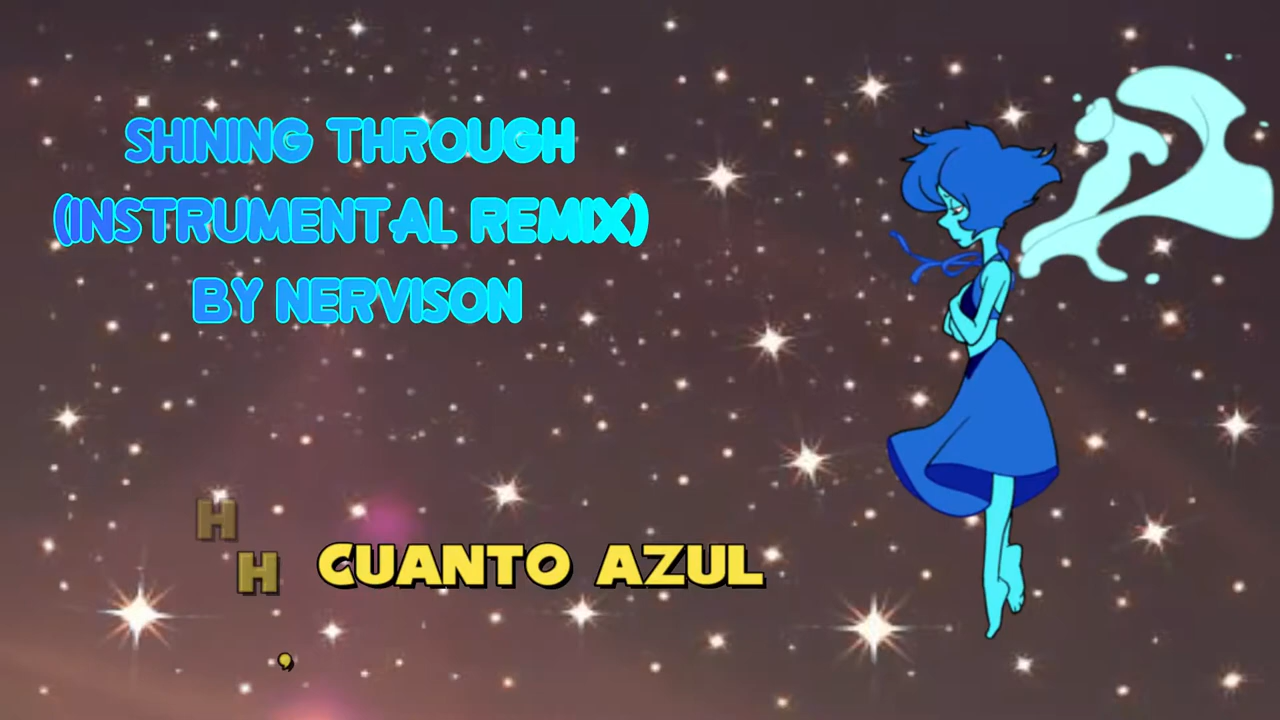 SHINING THROUGH
(INSTRUMENTAL REMIX)
BY NERVISON
H
H
CUANTO AZUL
,